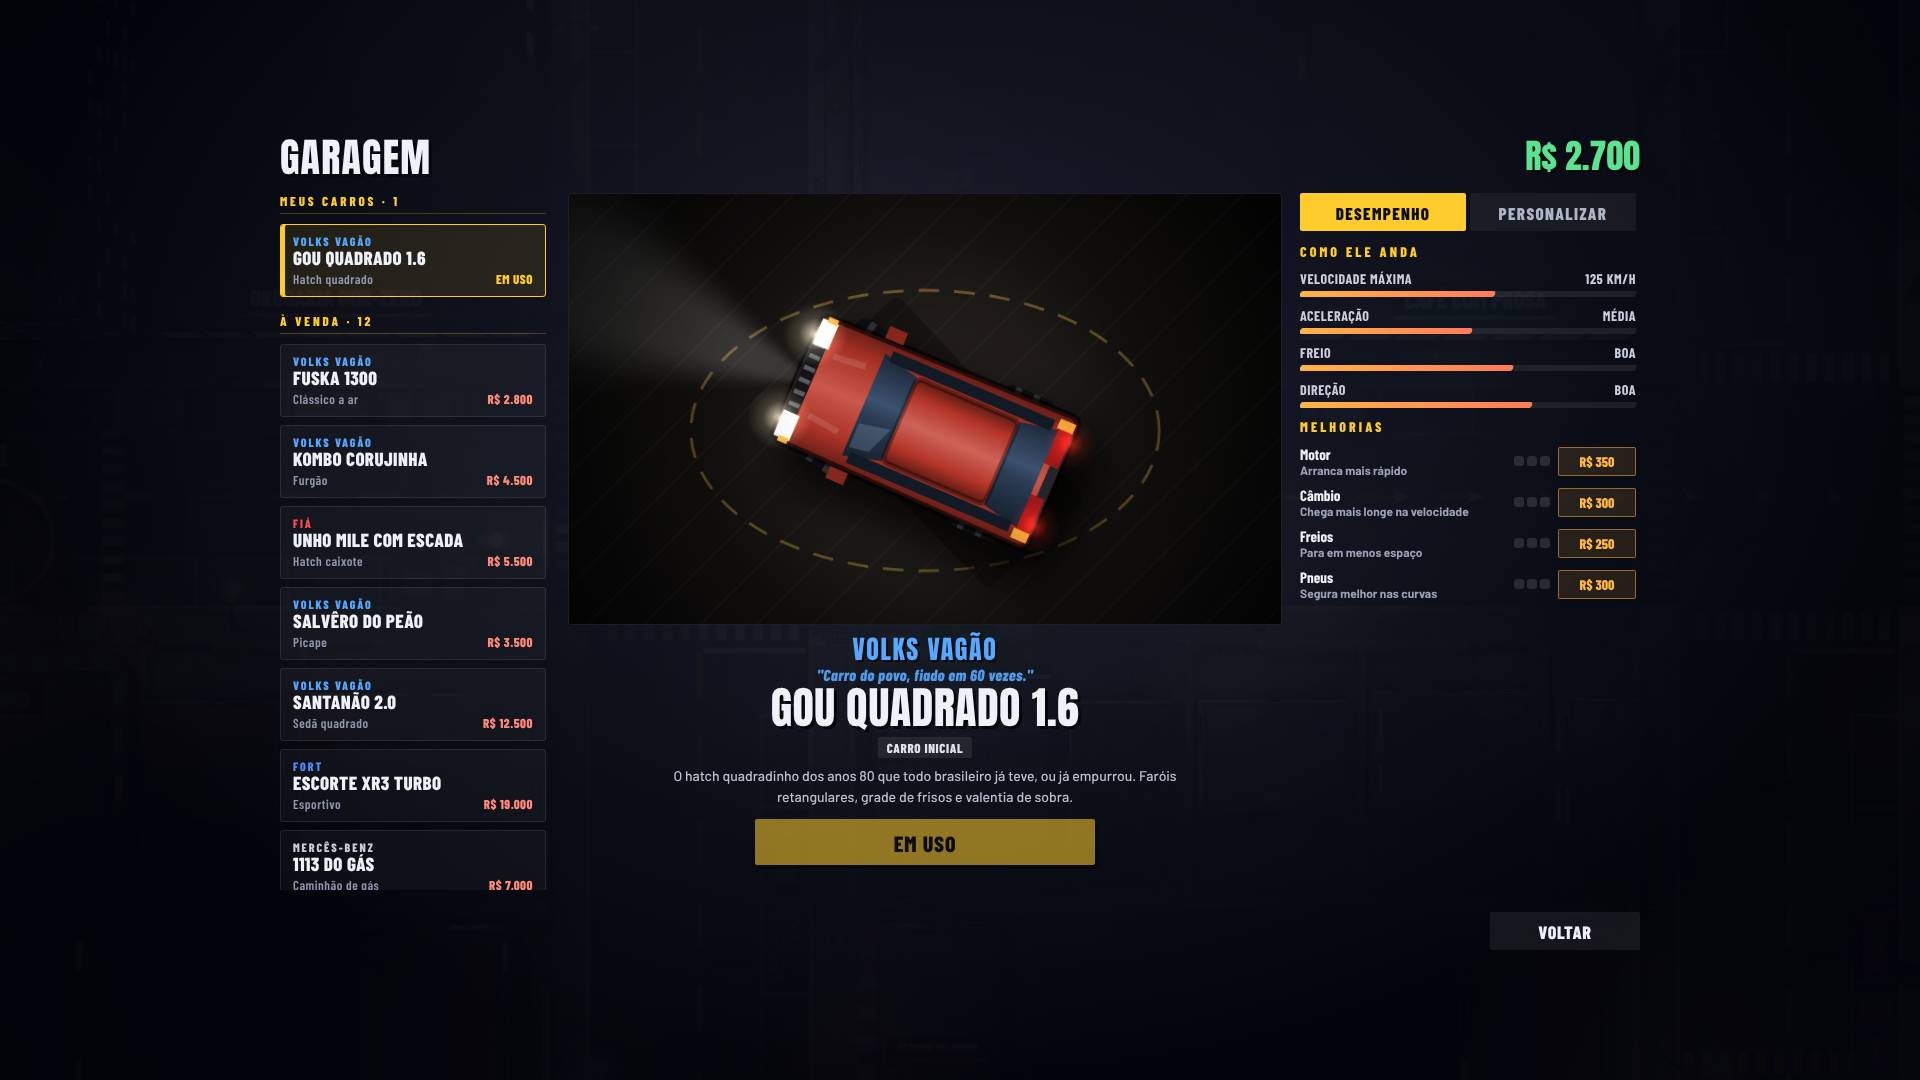 GARAGEM
R$ 2.700
MEUS CARROS · 1
VOLKS VAGÃO
GOU QUADRADO 1.6
Hatch quadrado
EM USO
À VENDA · 12
VOLKS VAGÃO
FUSKA 1300
Clássico a ar
R$ 2.800
VOLKS VAGÃO
KOMBO CORUJINHA
Furgão
R$ 4.500
FIÁ
UNHO MILE COM ESCADA
Hatch caixote
R$ 5.500
VOLKS VAGÃO
SALVÊRO DO PEÃO
Picape
R$ 3.500
VOLKS VAGÃO
SANTANÃO 2.0
Sedã quadrado
R$ 12.500
FORT
ESCORTE XR3 TURBO
Esportivo
R$ 19.000
MERCÊS-BENZ
1113 DO GÁS
Caminhão de gás
R$ 7.000
VOLKS VAGÃO
"Carro do povo, fiado em 60 vezes."
GOU QUADRADO 1.6
CARRO INICIAL
O hatch quadradinho dos anos 80 que todo brasileiro já teve, ou já empurrou. Faróis
retangulares, grade de frisos e valentia de sobra.
EM USO
DESEMPENHO
PERSONALIZAR
COMO ELE ANDA
VELOCIDADE MÁXIMA
125 KM/H
ACELERAÇÃO
MÉDIA
FREIO
BOA
DIREÇÃO
BOA
MELHORIAS
Motor
Arranca mais rápido
R$ 350
Câmbio
Chega mais longe na velocidade
R$ 300
Freios
Para em menos espaço
R$ 250
Pneus
Segura melhor nas curvas
R$ 300
VOLTAR